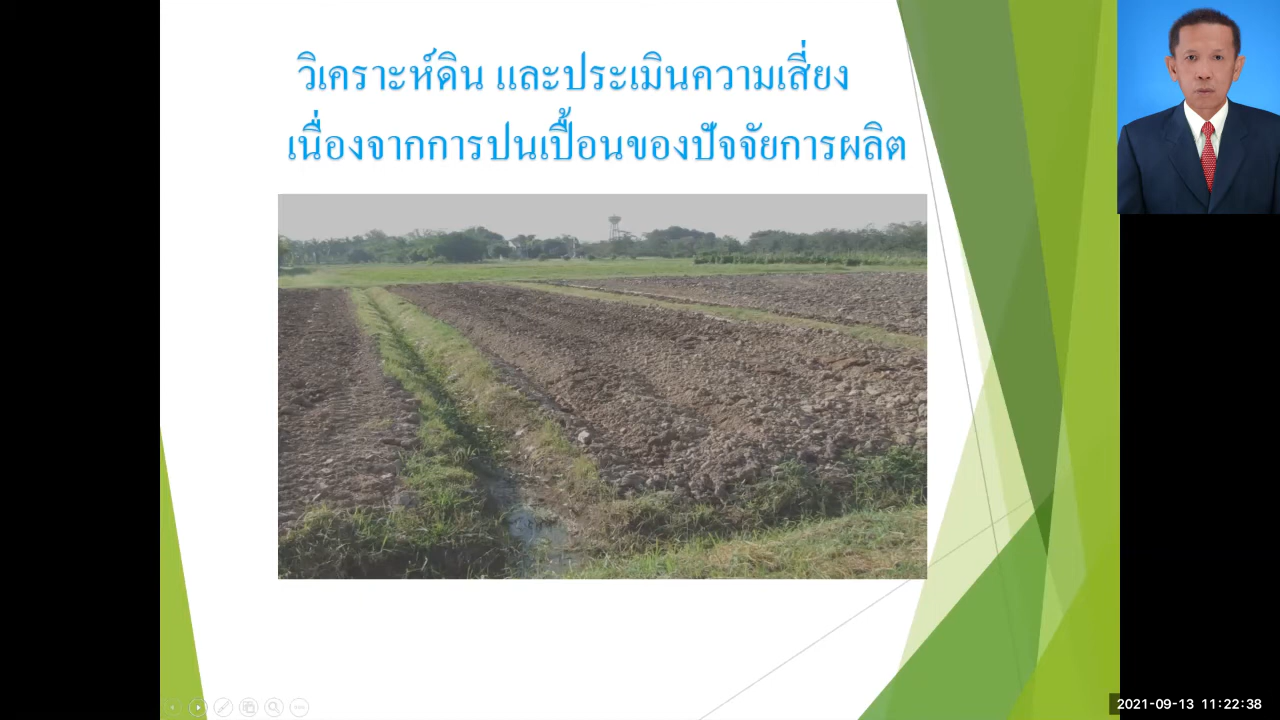 วิเคราะห์ดิน และประเมินความเสี่ยง
เนื่องจากการปนเปื้อนของปัจจัยการผลิต
2021-09-13 11:22:38